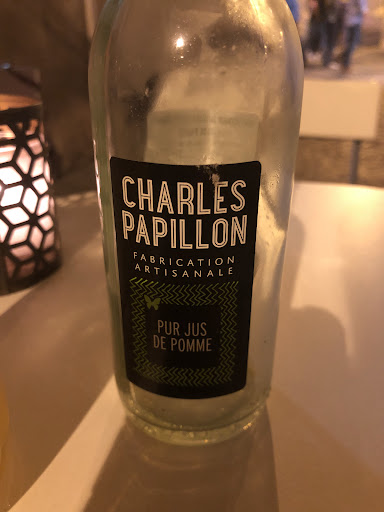 CHARLES
PAPILLON
FABRICATION
ARTISANALE
PUR JUS
DE POMME